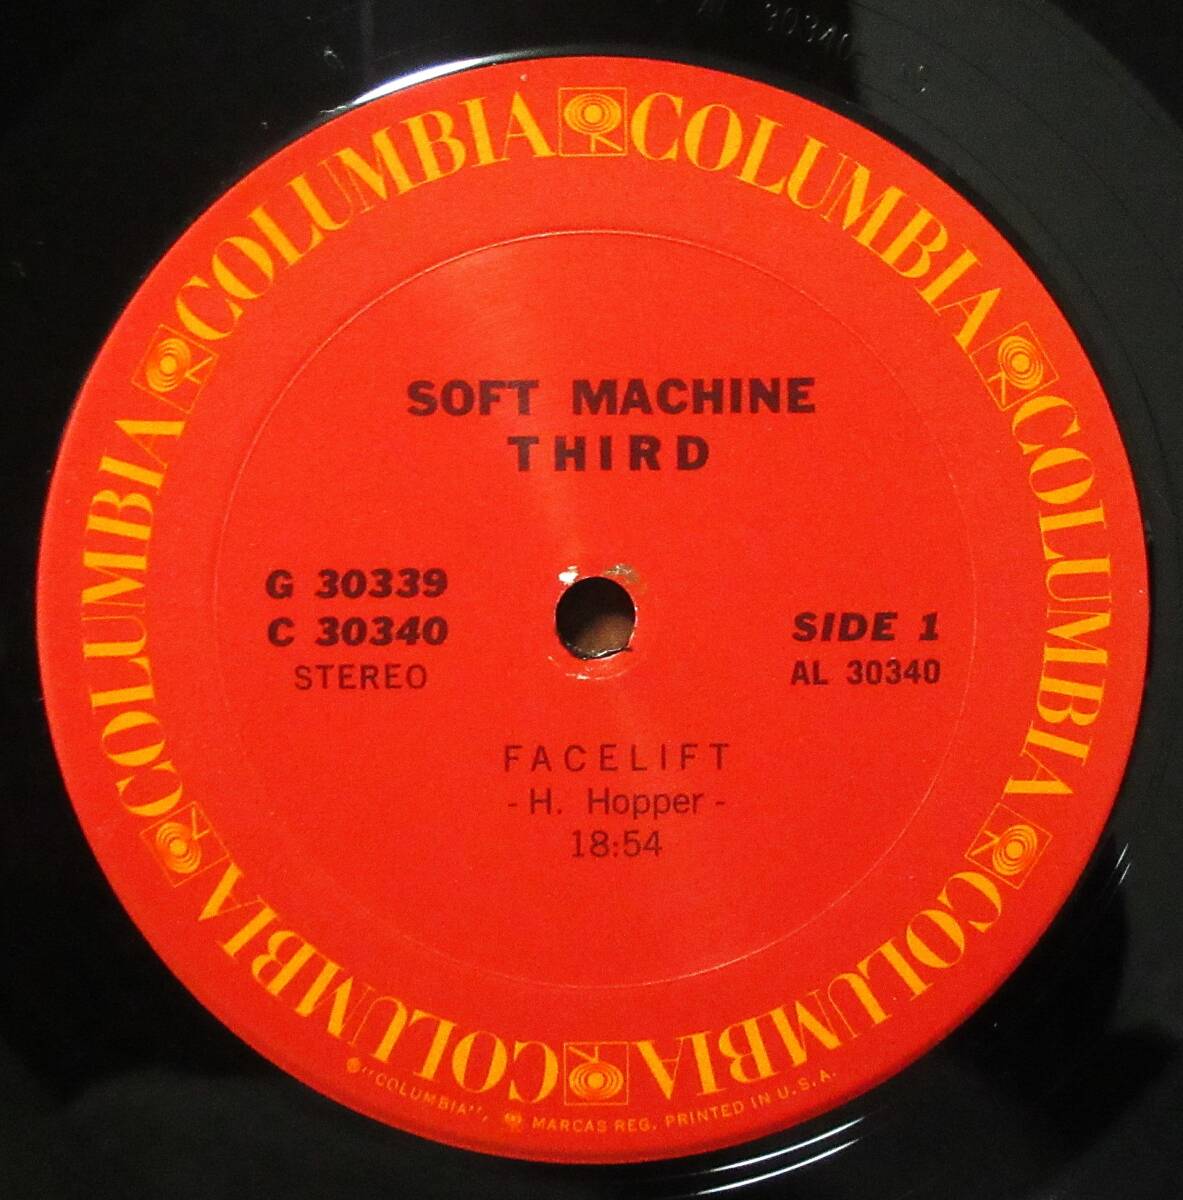 COLUMBIA COLUMBIA COLUMBIA COLUMBIA COLUMBIA COLUMBIA
SOFT MACHINE
THIRD
G 30339
C 30340
STEREO
SIDE 1
AL 30340
FACELIFT
- H. Hopper -
18:54
"COLUMBIA", MARCAS REG. PRINTED IN U.S.A.
30340